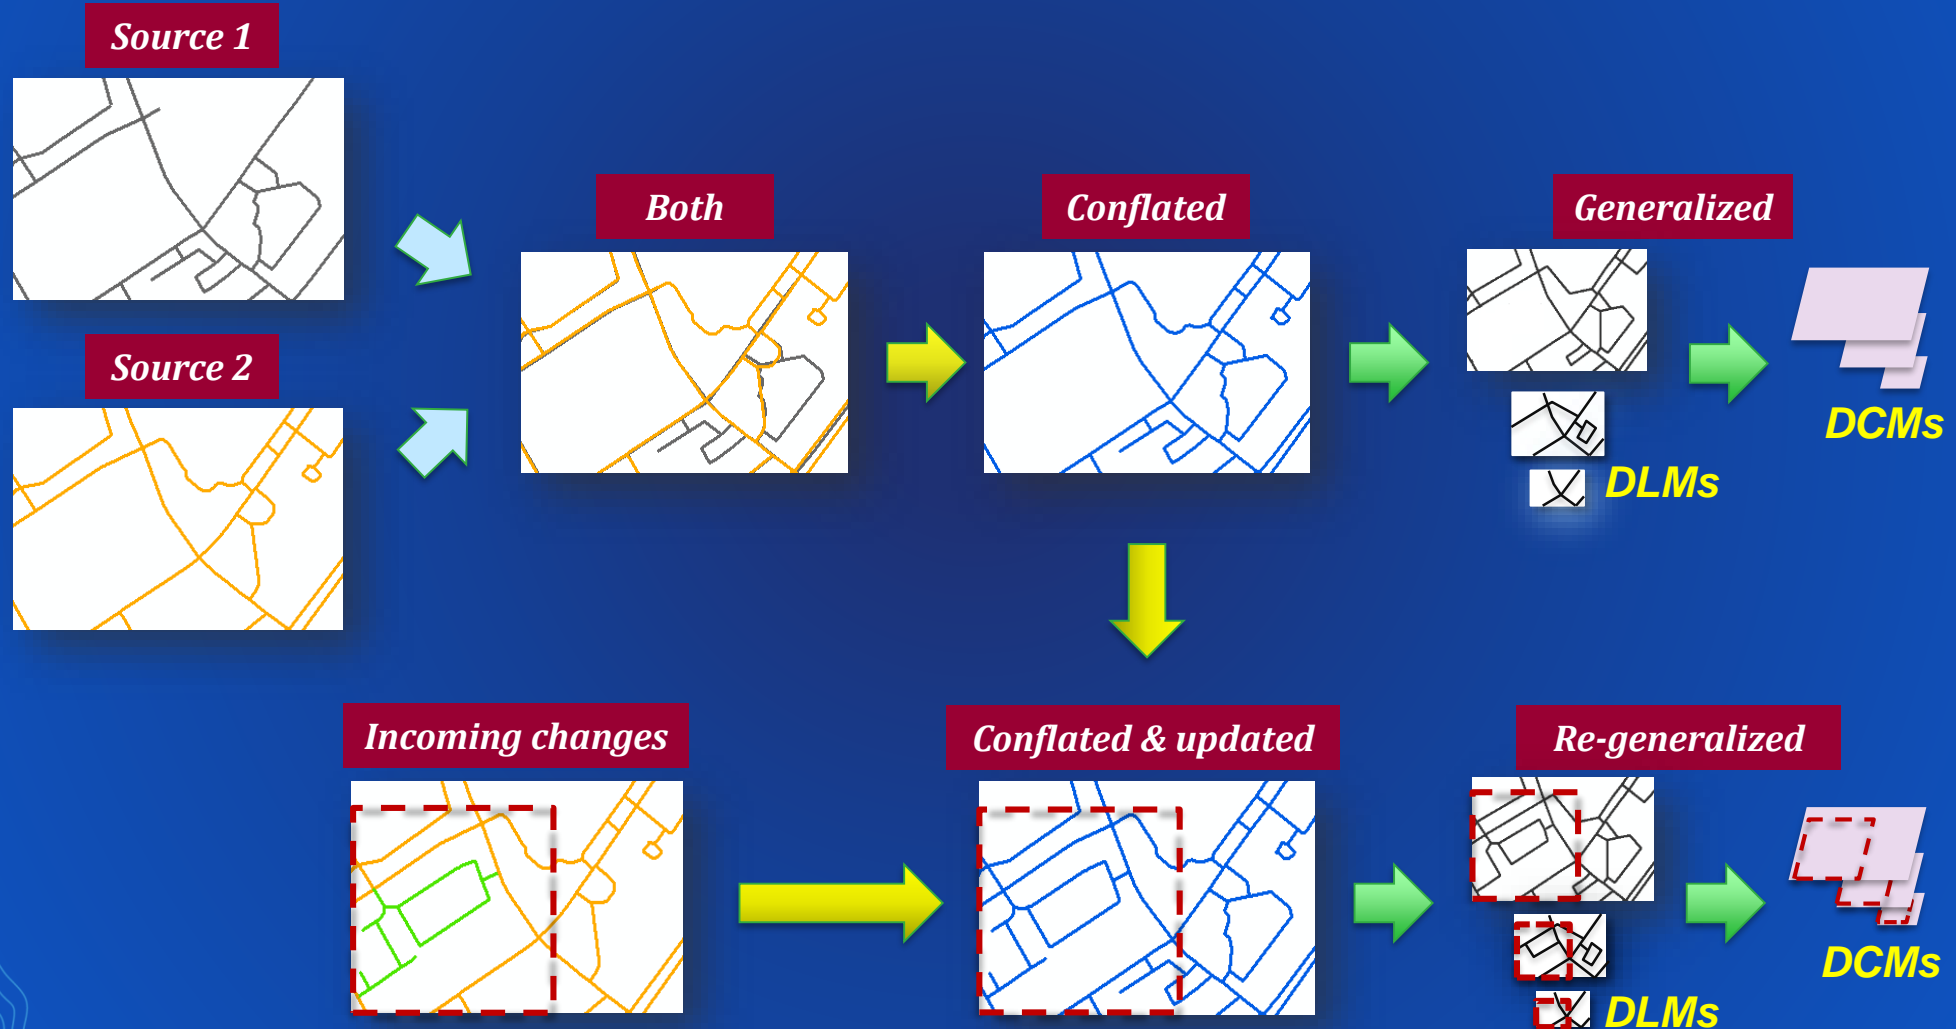 Source 1
Source 2
Both
Conflated
Generalized
DLMs
DCMs
Incoming changes
Conflated & updated
Re-generalized
DLMs
DCMs